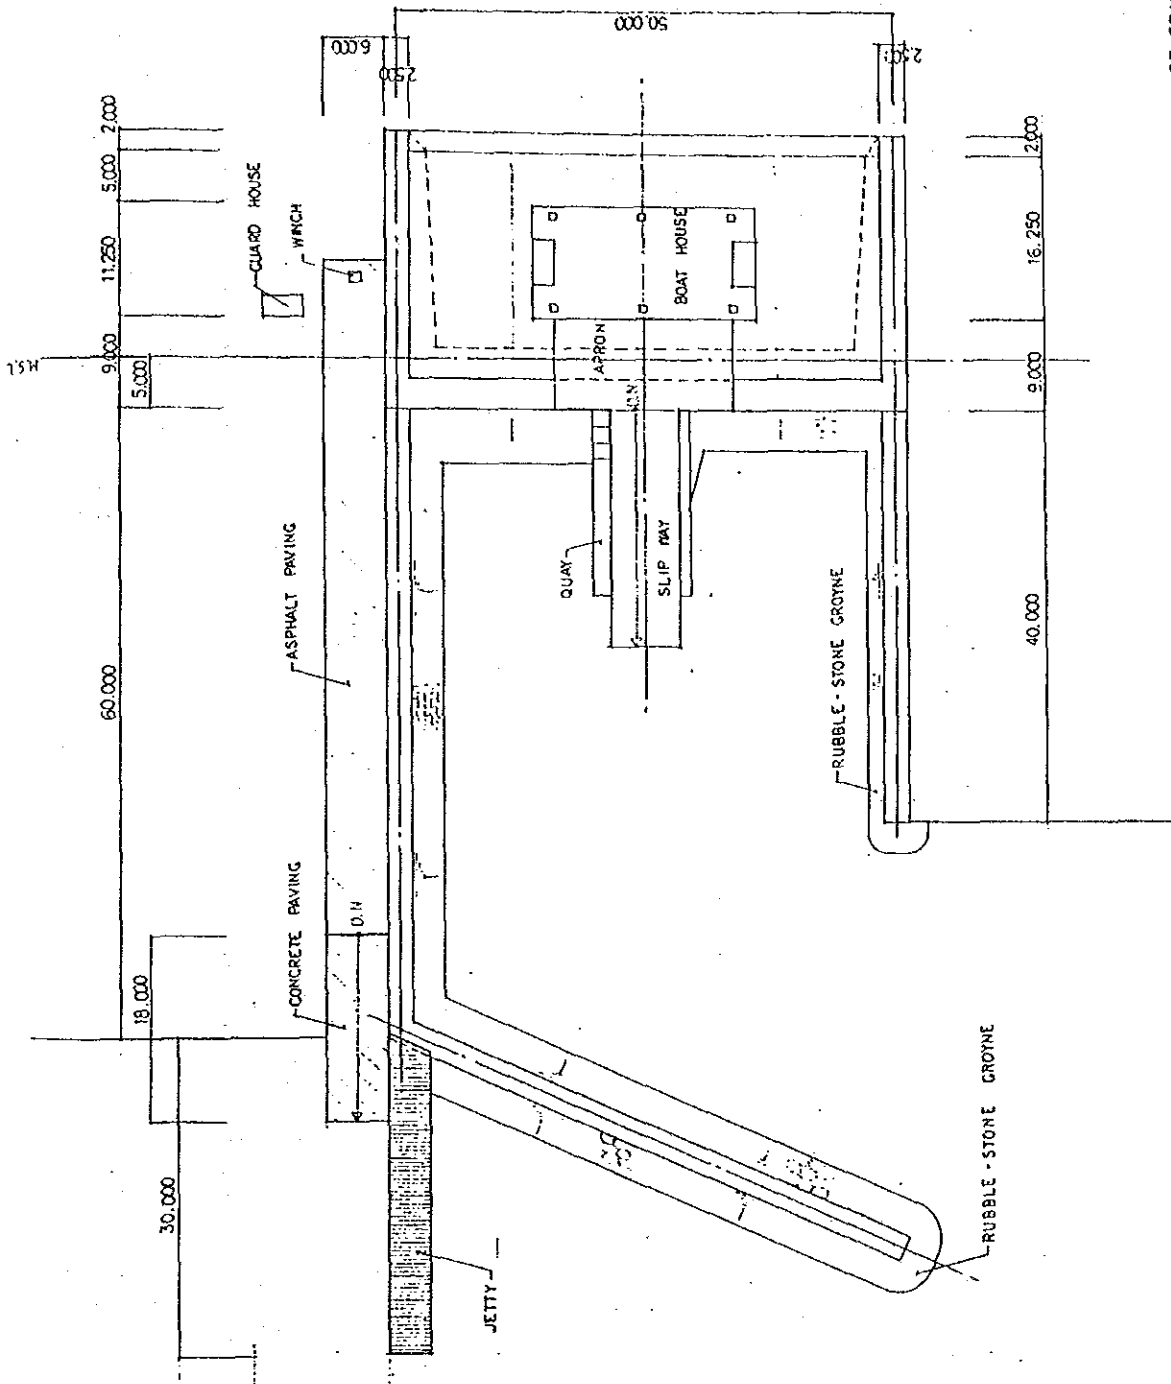 50.000
6.000
2.500
2.500
2.000
5.000
11.250
9.000
5.000
60.000
18.000
30.000
M.S.L
GUARD HOUSE
WINCH
BOAT HOUSE
APRON
D.N
QUAY
SLIP WAY
ASPHALT PAVING
CONCRETE PAVING
D.N
JETTY
RUBBLE - STONE GROYNE
RUBBLE - STONE GROYNE
2.000
16.250
9.000
40.000